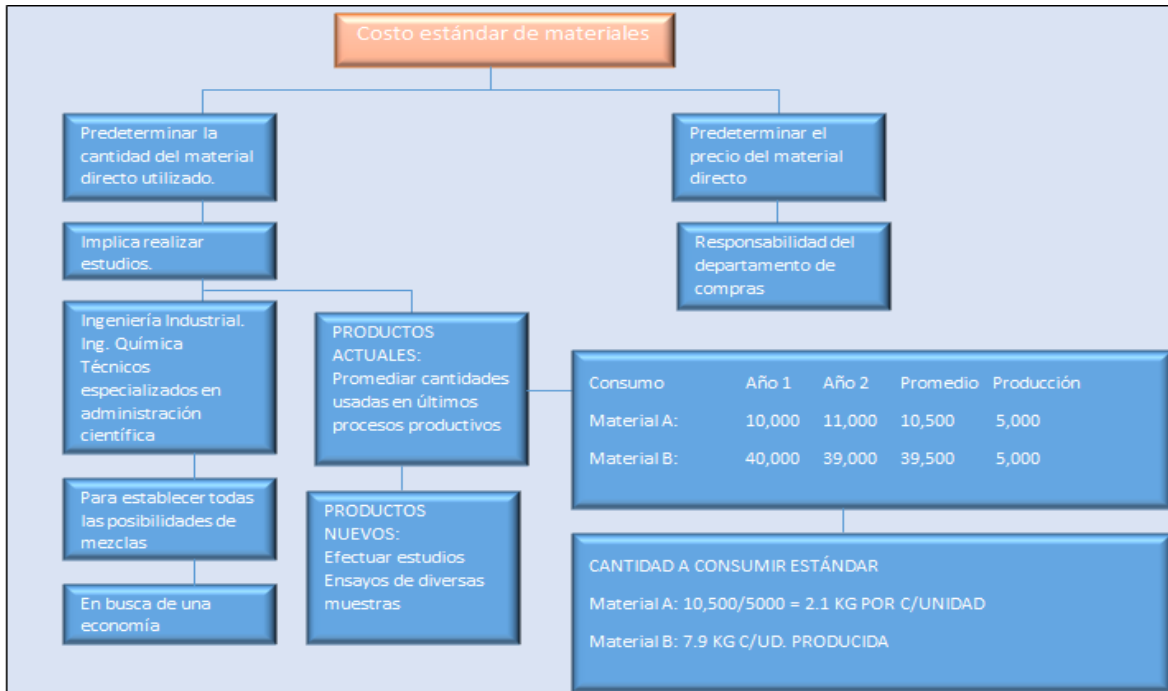 Costo estándar de materiales
Predeterminar la
cantidad del material
directo utilizado.
Implica realizar
estudios.
Ingeniería Industrial.
Ing. Química
Técnicos
especializados en
administración
científica
Para establecer todas
las posibilidades de
mezclas
En busca de una
economía
PRODUCTOS
ACTUALES:
Promediar cantidades
usadas en últimos
procesos productivos
PRODUCTOS
NUEVOS:
Efectuar estudios
Ensayos de diversas
muestras
Predeterminar el
precio del material
directo
Responsabilidad del
departamento de
compras
Consumo Año 1 Año 2 Promedio Producción
Material A: 10,000 11,000 10,500 5,000
Material B: 40,000 39,000 39,500 5,000
CANTIDAD A CONSUMIR ESTÁNDAR
Material A: 10,500/5000 = 2.1 KG POR C/UNIDAD
Material B: 7.9 KG C/UD. PRODUCIDA